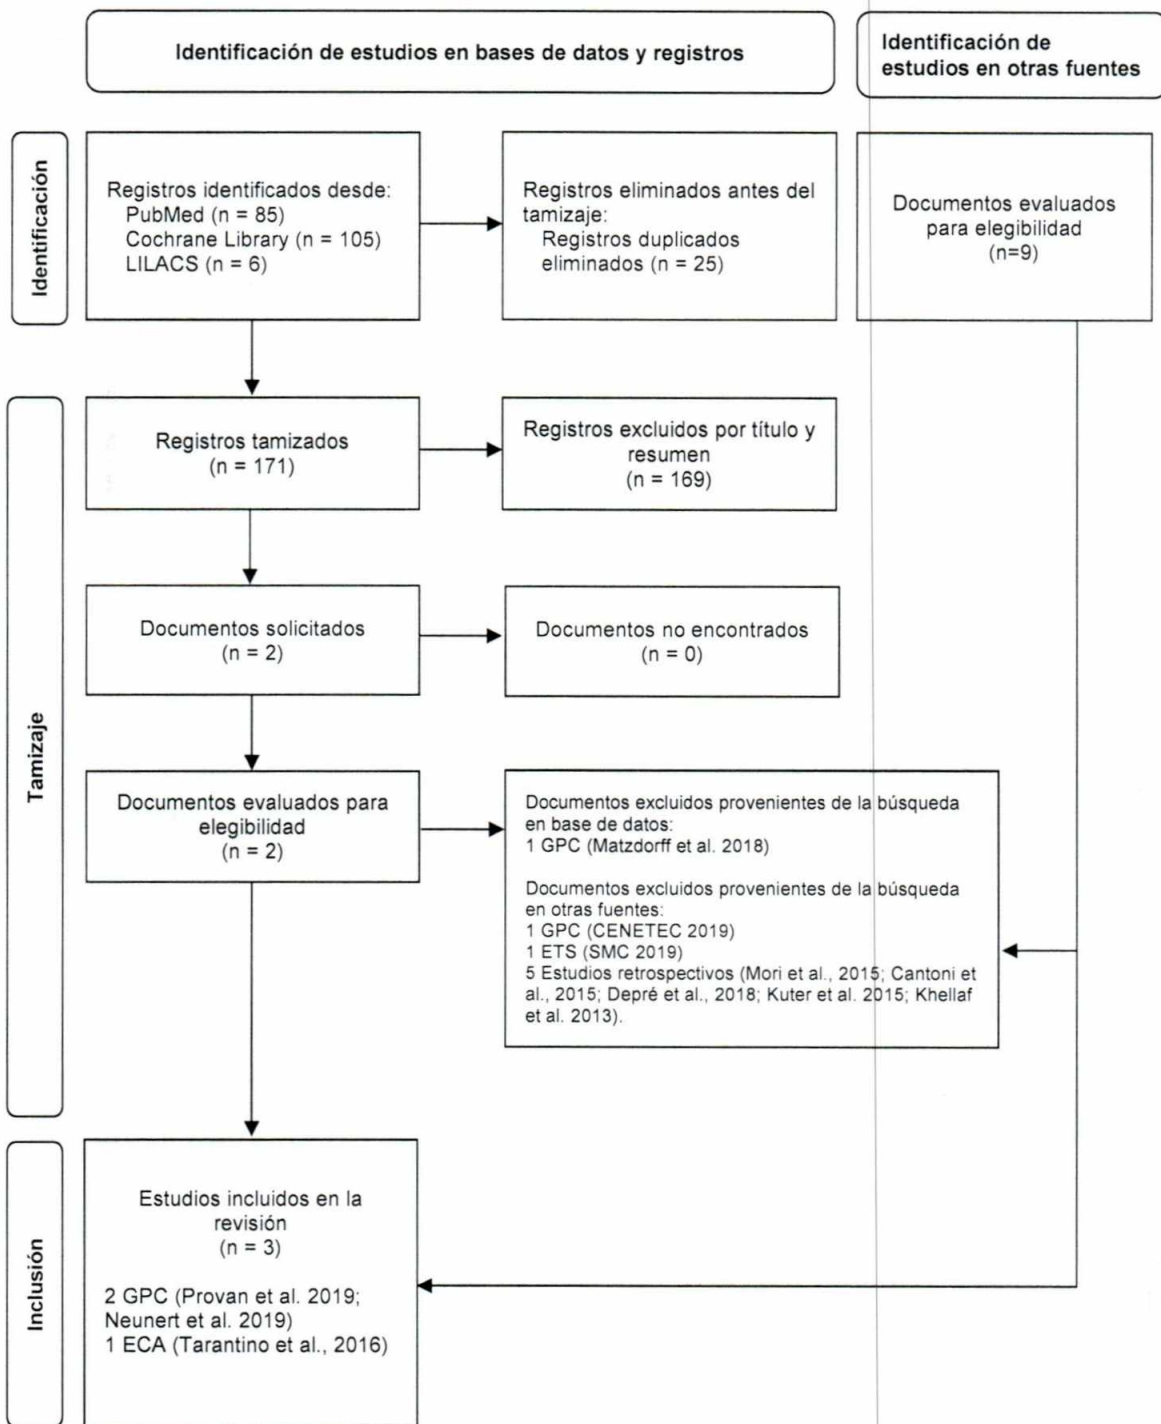 Identificación de estudios en bases de datos y registros
Identificación de
estudios en otras fuentes
Identificación
Registros identificados desde:
PubMed (n = 85)
Cochrane Library (n = 105)
LILACS (n = 6)
Registros eliminados antes del
tamizaje:
Registros duplicados
eliminados (n = 25)
Documentos evaluados
para elegibilidad
(n=9)
Tamizaje
Registros tamizados
(n = 171)
Registros excluidos por título y
resumen
(n = 169)
Documentos solicitados
(n = 2)
Documentos no encontrados
(n = 0)
Documentos evaluados para
elegibilidad
(n = 2)
Documentos excluidos provenientes de la búsqueda
en base de datos:
1 GPC (Matzdorff et al. 2018)
Documentos excluidos provenientes de la búsqueda
en otras fuentes:
1 GPC (CENETEC 2019)
1 ETS (SMC 2019)
5 Estudios retrospectivos (Mori et al., 2015; Cantoni et
al., 2015; Depré et al., 2018; Kuter et al. 2015; Khellaf
et al. 2013).
Inclusión
Estudios incluidos en la
revisión
(n = 3)
2 GPC (Provan et al. 2019;
Neunert et al. 2019)
1 ECA (Tarantino et al., 2016)